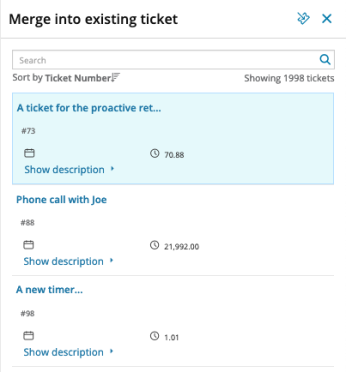 Merge into existing ticket
Search
Sort by Ticket Number Showing 1998 tickets
A ticket for the proactive ret...
#73
70.88
Show description
Phone call with Joe
#88
21,992.00
Show description
A new timer...
#98
1.01
Show description